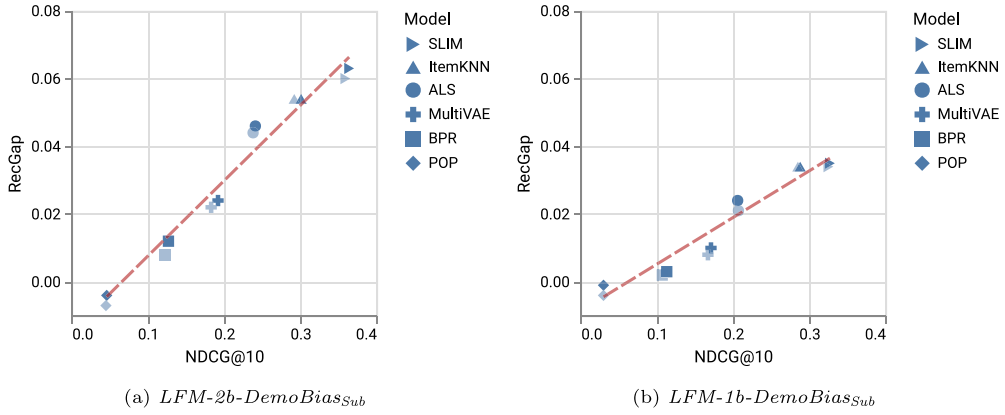 0.08
0.06
0.04
0.02
0.00
RecGap
0.0 0.1 0.2 0.3 0.4
NDCG@10
Model
SLIM
ItemKNN
ALS
MultiVAE
BPR
POP
(a) LFM-2b-DemoBiasSub
0.08
0.06
0.04
0.02
0.00
RecGap
0.0 0.1 0.2 0.3 0.4
NDCG@10
Model
SLIM
ItemKNN
ALS
MultiVAE
BPR
POP
(b) LFM-1b-DemoBiasSub